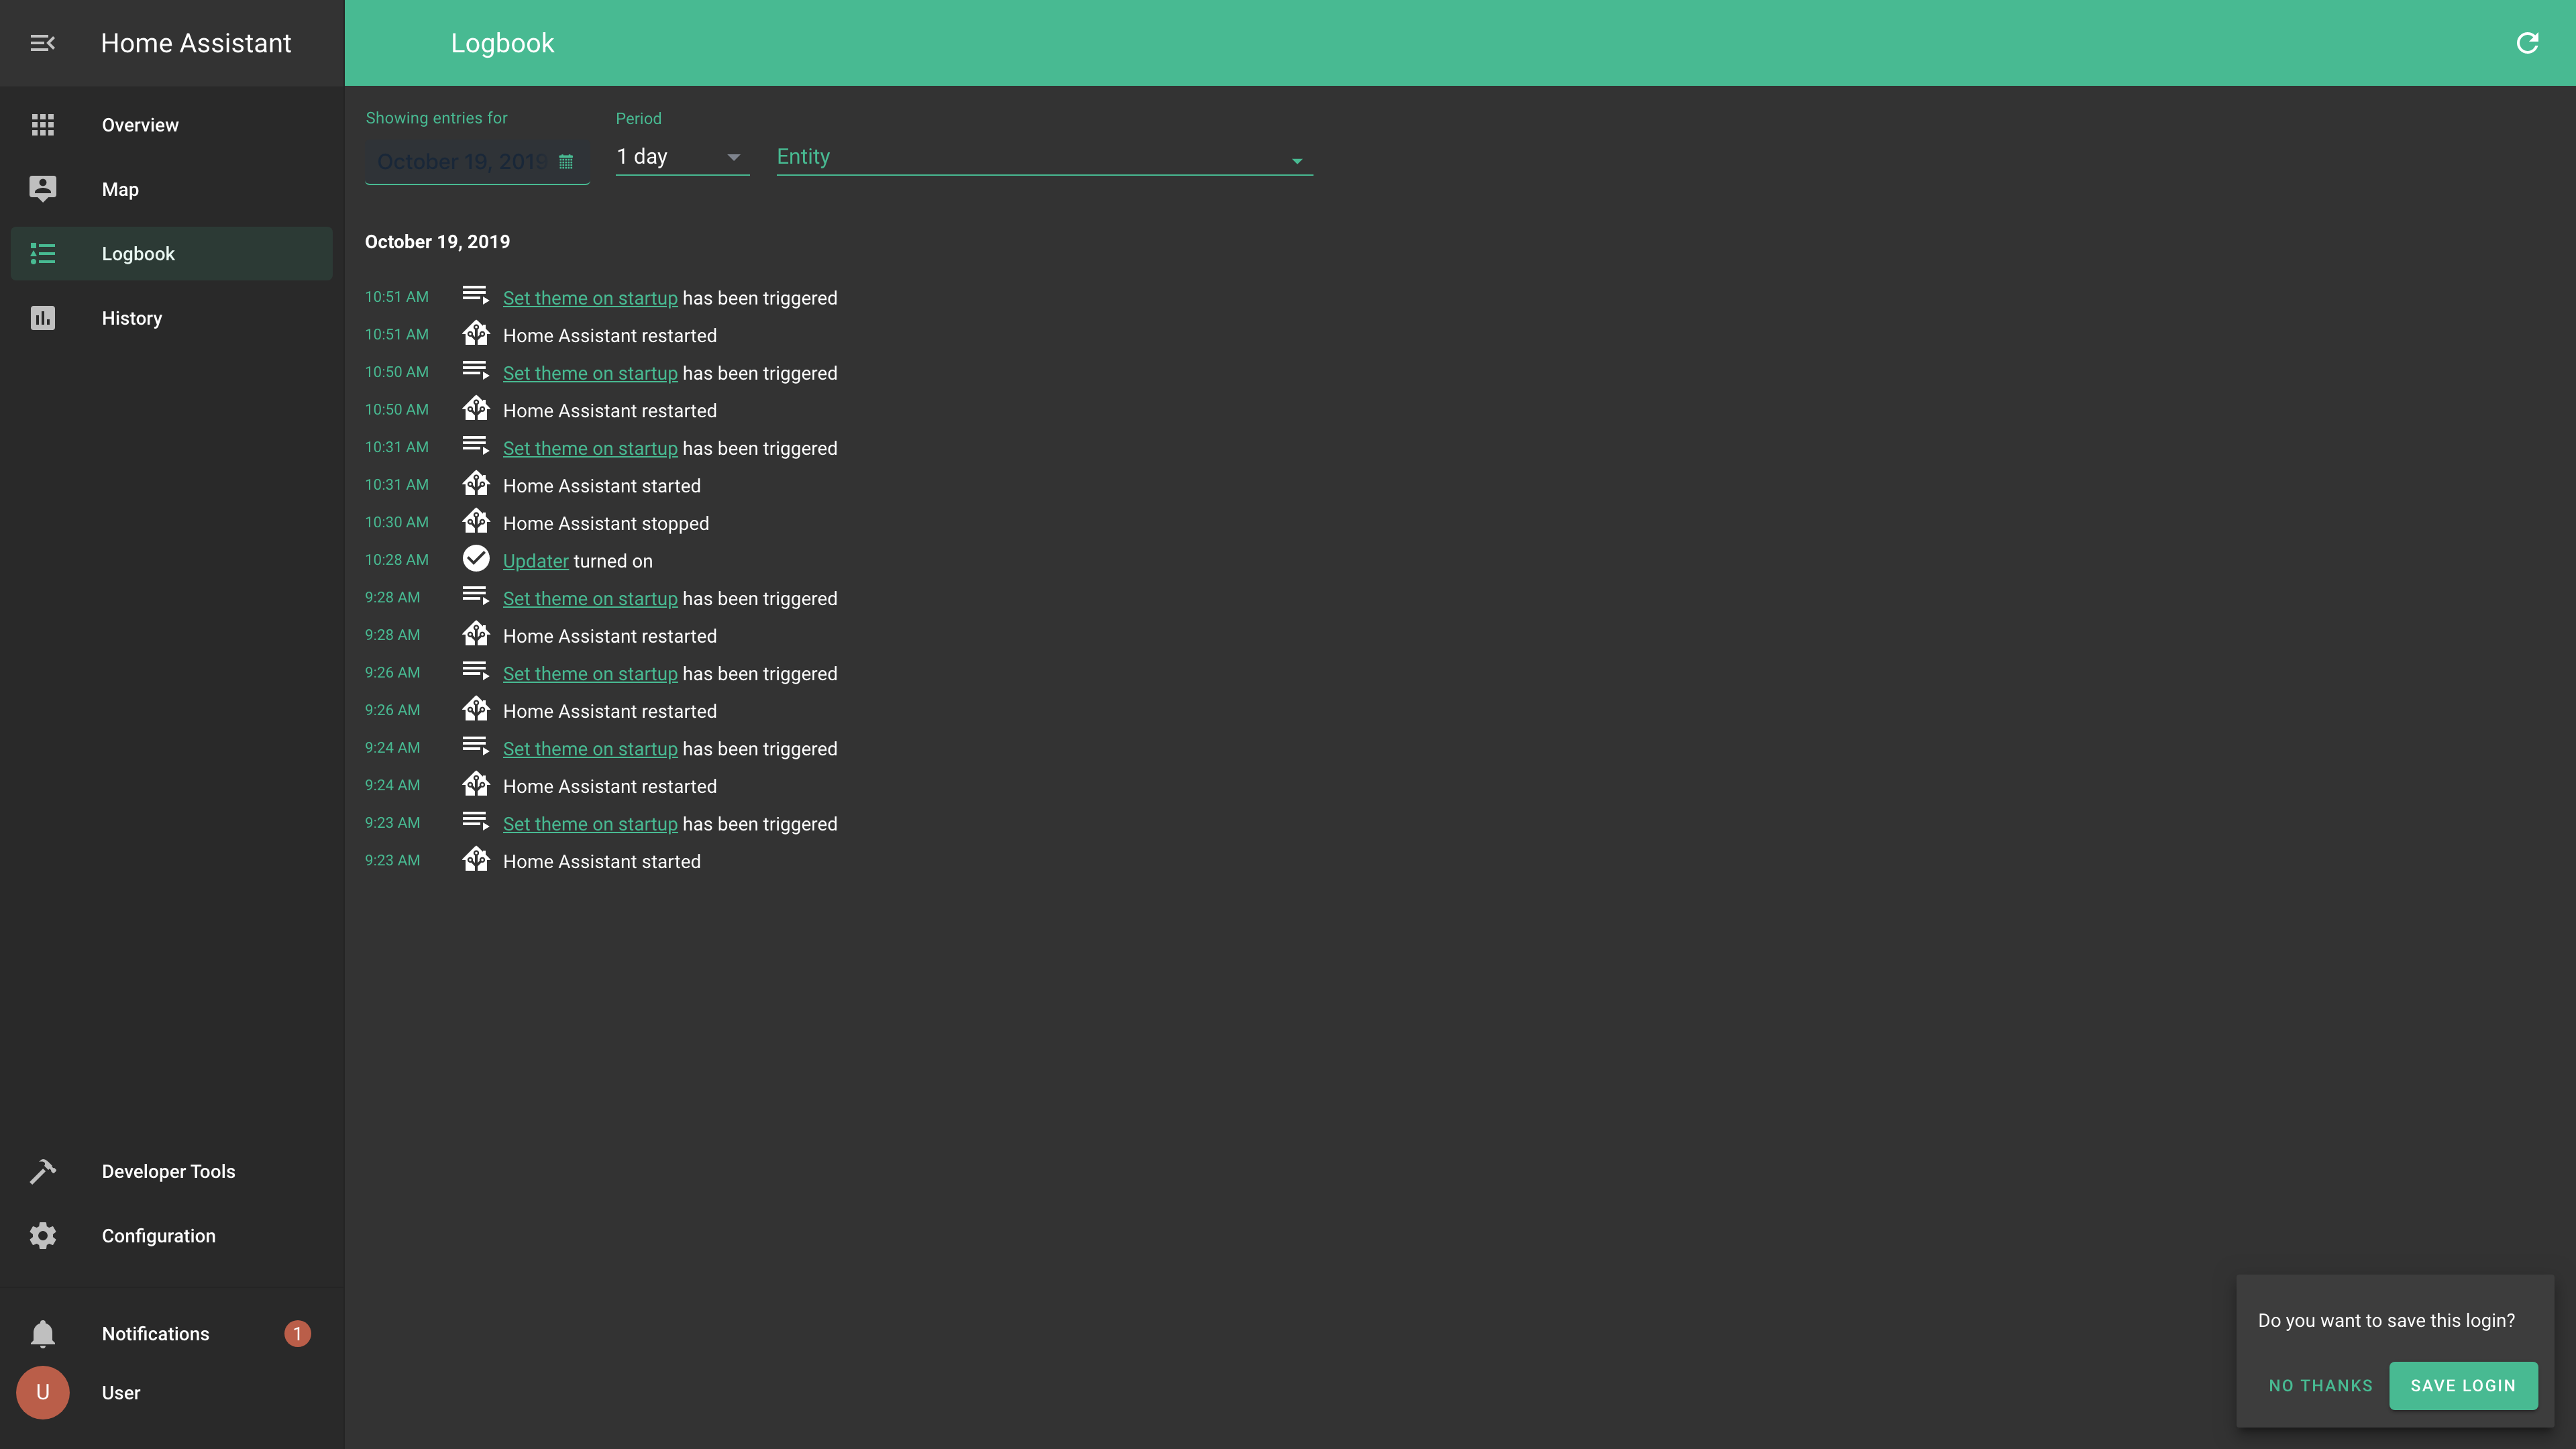 Home Assistant
Logbook
Overview
Map
Logbook
History
Developer Tools
Configuration
Notifications 1
U User
Showing entries for
October 19, 2019
Period
1 day
Entity
October 19, 2019
10:51 AM Set theme on startup has been triggered
10:51 AM Home Assistant restarted
10:50 AM Set theme on startup has been triggered
10:50 AM Home Assistant restarted
10:31 AM Set theme on startup has been triggered
10:31 AM Home Assistant started
10:30 AM Home Assistant stopped
10:28 AM Updater turned on
9:28 AM Set theme on startup has been triggered
9:28 AM Home Assistant restarted
9:26 AM Set theme on startup has been triggered
9:26 AM Home Assistant restarted
9:24 AM Set theme on startup has been triggered
9:24 AM Home Assistant restarted
9:23 AM Set theme on startup has been triggered
9:23 AM Home Assistant started
Do you want to save this login?
NO THANKS SAVE LOGIN